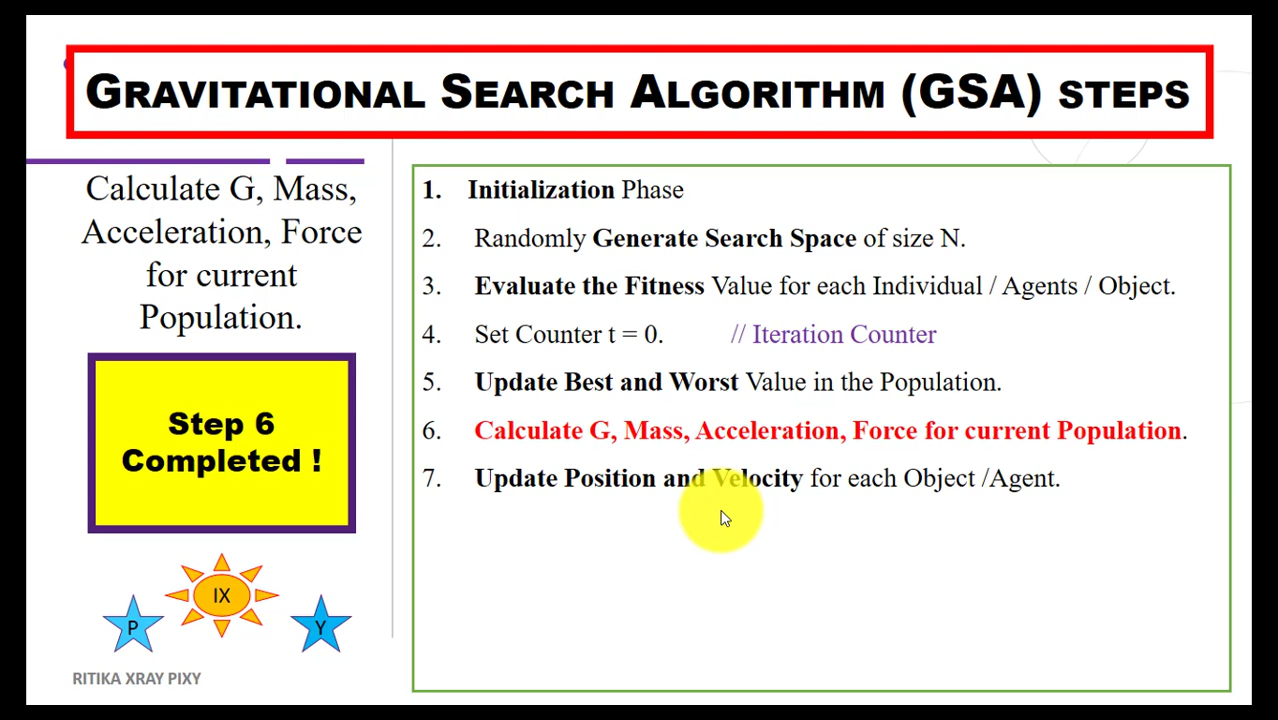 GRAVITATIONAL SEARCH ALGORITHM (GSA) STEPS
Calculate G, Mass,
Acceleration, Force
for current
Population.
Step 6
Completed !
P
IX
Y
RITIKA XRAY PIXY
1. Initialization Phase
2. Randomly Generate Search Space of size N.
3. Evaluate the Fitness Value for each Individual / Agents / Object.
4. Set Counter t = 0. // Iteration Counter
5. Update Best and Worst Value in the Population.
6. Calculate G, Mass, Acceleration, Force for current Population.
7. Update Position and Velocity for each Object /Agent.